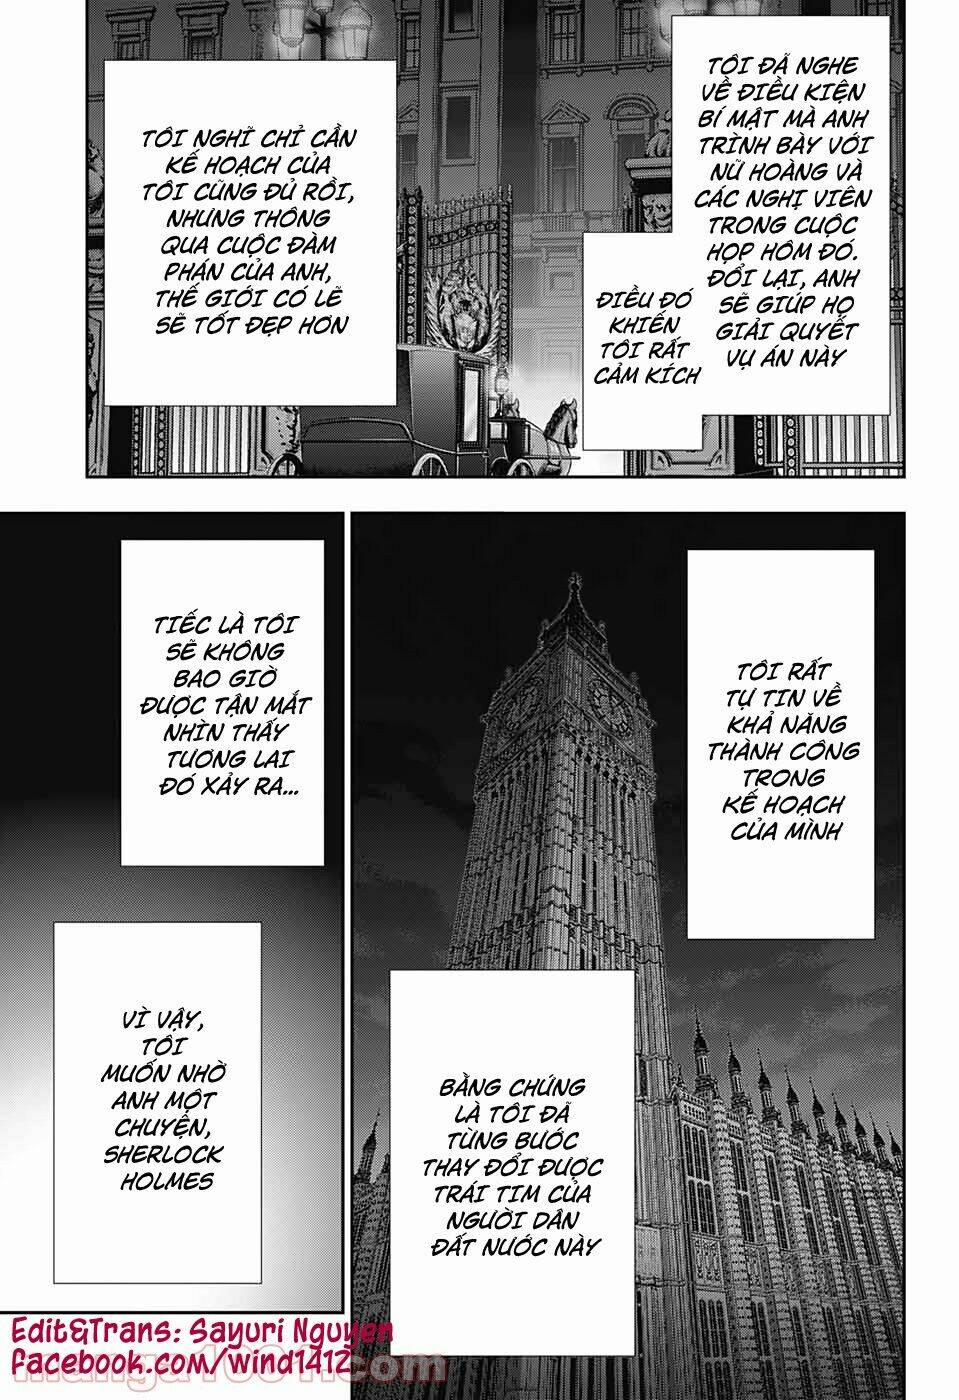 TÔI ĐÃ NGHE
VỀ ĐIỀU KIỆN
BÍ MẬT MÀ ANH
TRÌNH BÀY VỚI
NỮ HOÀNG VÀ
CÁC NGHỊ VIÊN
TRONG CUỘC
HỌP HÔM ĐÓ.
ĐỔI LẠI, ANH
SẼ GIÚP HỌ
GIẢI QUYẾT
VỤ ÁN NÀY
ĐIỀU ĐÓ
KHIẾN
TÔI RẤT
CẢM KÍCH
TÔI NGHĨ CHỈ CẦN
KẾ HOẠCH CỦA
TÔI CŨNG ĐỦ RỒI,
NHƯNG THÔNG
QUA CUỘC ĐÀM
PHÁN CỦA ANH,
THẾ GIỚI CÓ LẼ
SẼ TỐT ĐẸP HƠN
TÔI RẤT
TỰ TIN VỀ
KHẢ NĂNG
THÀNH CÔNG
TRONG
KẾ HOẠCH
CỦA MÌNH
BẰNG CHỨNG
LÀ TÔI ĐÃ
TỪNG BƯỚC
THAY ĐỔI ĐƯỢC
TRÁI TIM CỦA
NGƯỜI DÂN
ĐẤT NƯỚC NÀY
TIẾC LÀ TÔI
SẼ KHÔNG
BAO GIỜ
ĐƯỢC TẬN MẮT
NHÌN THẤY
TƯƠNG LAI
ĐÓ XẢY RA...
VÌ VẬY,
TÔI
MUỐN NHỜ
ANH MỘT
CHUYỆN,
SHERLOCK
HOLMES
Edit&Trans: Sayuri Nguyen
Facebook.com/wind1412
manga1001.com